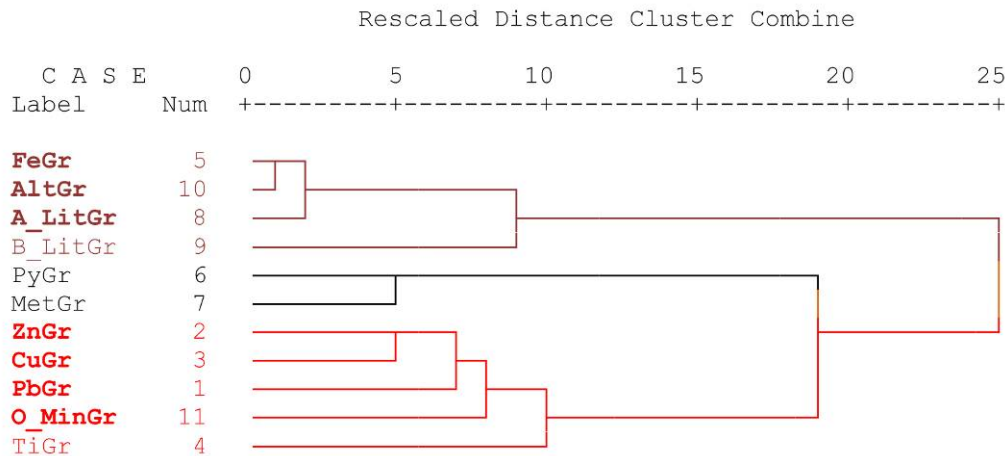 Rescaled Distance Cluster Combine
C A S E 0 5 10 15 20 25
Label Num +---------+---------+---------+---------+---------+
FeGr 5
AltGr 10
A_LitGr 8
B_LitGr 9
PyGr 6
MetGr 7
ZnGr 2
CuGr 3
PbGr 1
O_MinGr 11
TiGr 4